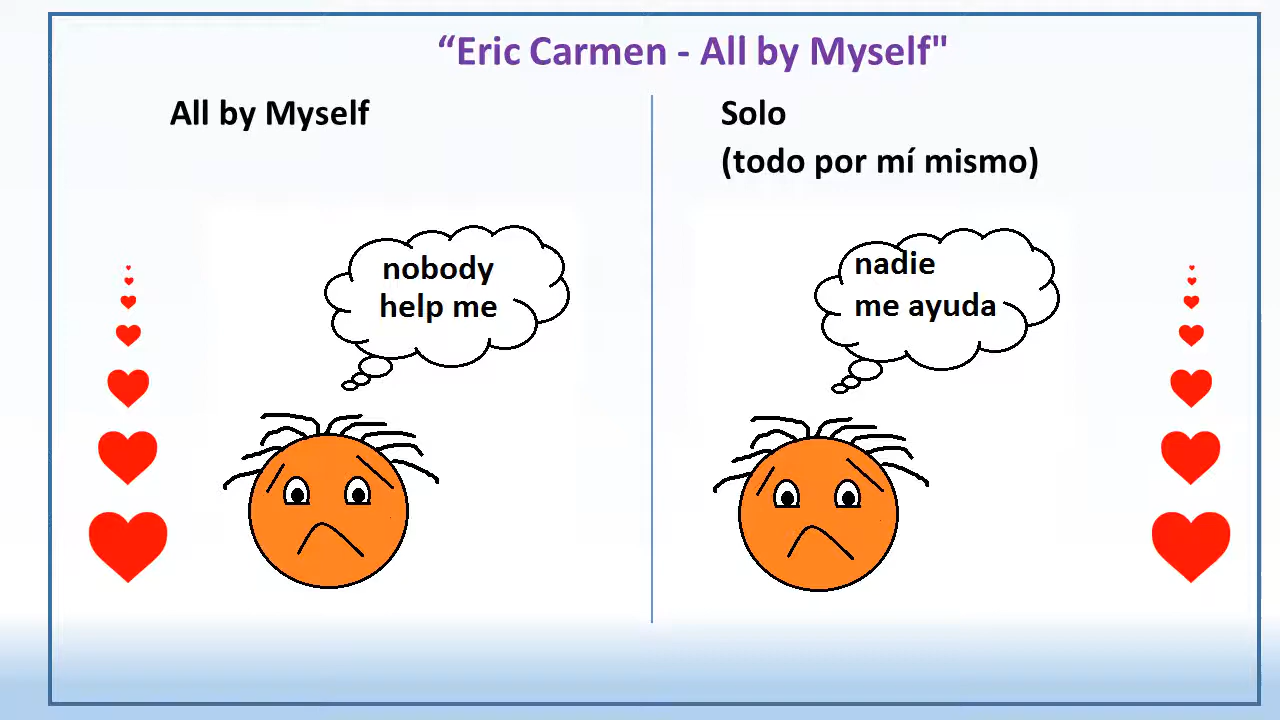 “Eric Carmen - All by Myself"
All by Myself
nobody
help me
Solo
(todo por mí mismo)
nadie
me ayuda